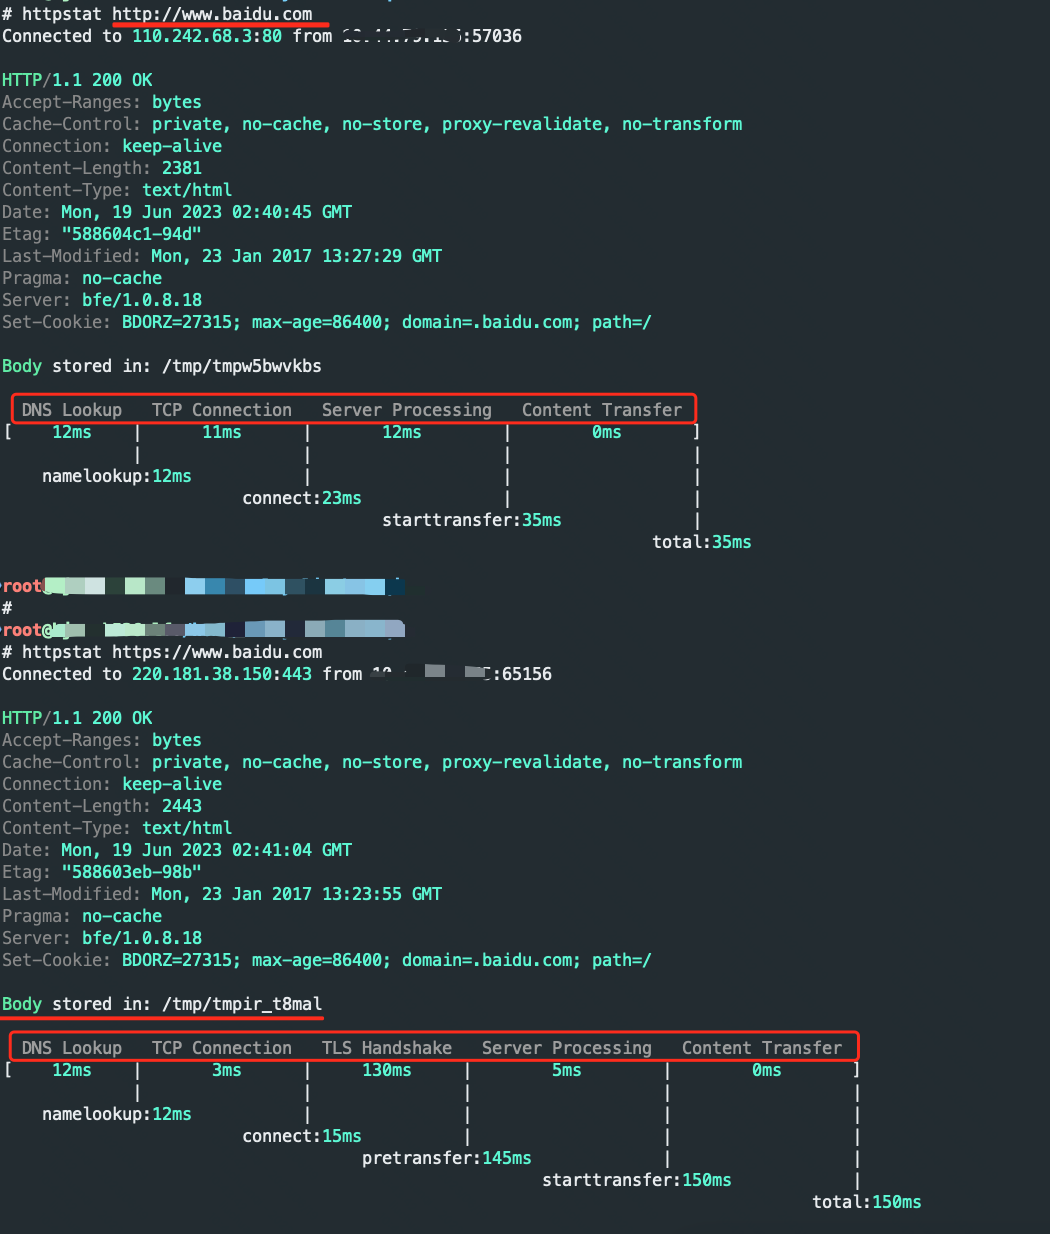 # httpstat http://www.baidu.com
Connected to 110.242.68.3:80 from :57036
HTTP/1.1 200 OK
Accept-Ranges: bytes
Cache-Control: private, no-cache, no-store, proxy-revalidate, no-transform
Connection: keep-alive
Content-Length: 2381
Content-Type: text/html
Date: Mon, 19 Jun 2023 02:40:45 GMT
Etag: "588604c1-94d"
Last-Modified: Mon, 23 Jan 2017 13:27:29 GMT
Pragma: no-cache
Server: bfe/1.0.8.18
Set-Cookie: BDORZ=27315; max-age=86400; domain=.baidu.com; path=/
Body stored in: /tmp/tmpw5bwvkbs
DNS Lookup TCP Connection Server Processing Content Transfer
[ 12ms | 11ms | 12ms | 0ms ]
| | | |
namelookup:12ms | | |
connect:23ms | |
starttransfer:35ms |
total:35ms
root@
#
root@
# httpstat https://www.baidu.com
Connected to 220.181.38.150:443 from :65156
HTTP/1.1 200 OK
Accept-Ranges: bytes
Cache-Control: private, no-cache, no-store, proxy-revalidate, no-transform
Connection: keep-alive
Content-Length: 2443
Content-Type: text/html
Date: Mon, 19 Jun 2023 02:41:04 GMT
Etag: "588603eb-98b"
Last-Modified: Mon, 23 Jan 2017 13:23:55 GMT
Pragma: no-cache
Server: bfe/1.0.8.18
Set-Cookie: BDORZ=27315; max-age=86400; domain=.baidu.com; path=/
Body stored in: /tmp/tmpir_t8mal
DNS Lookup TCP Connection TLS Handshake Server Processing Content Transfer
[ 12ms | 3ms | 130ms | 5ms | 0ms ]
| | | | |
namelookup:12ms | | | |
connect:15ms | | |
pretransfer:145ms | |
starttransfer:150ms |
total:150ms